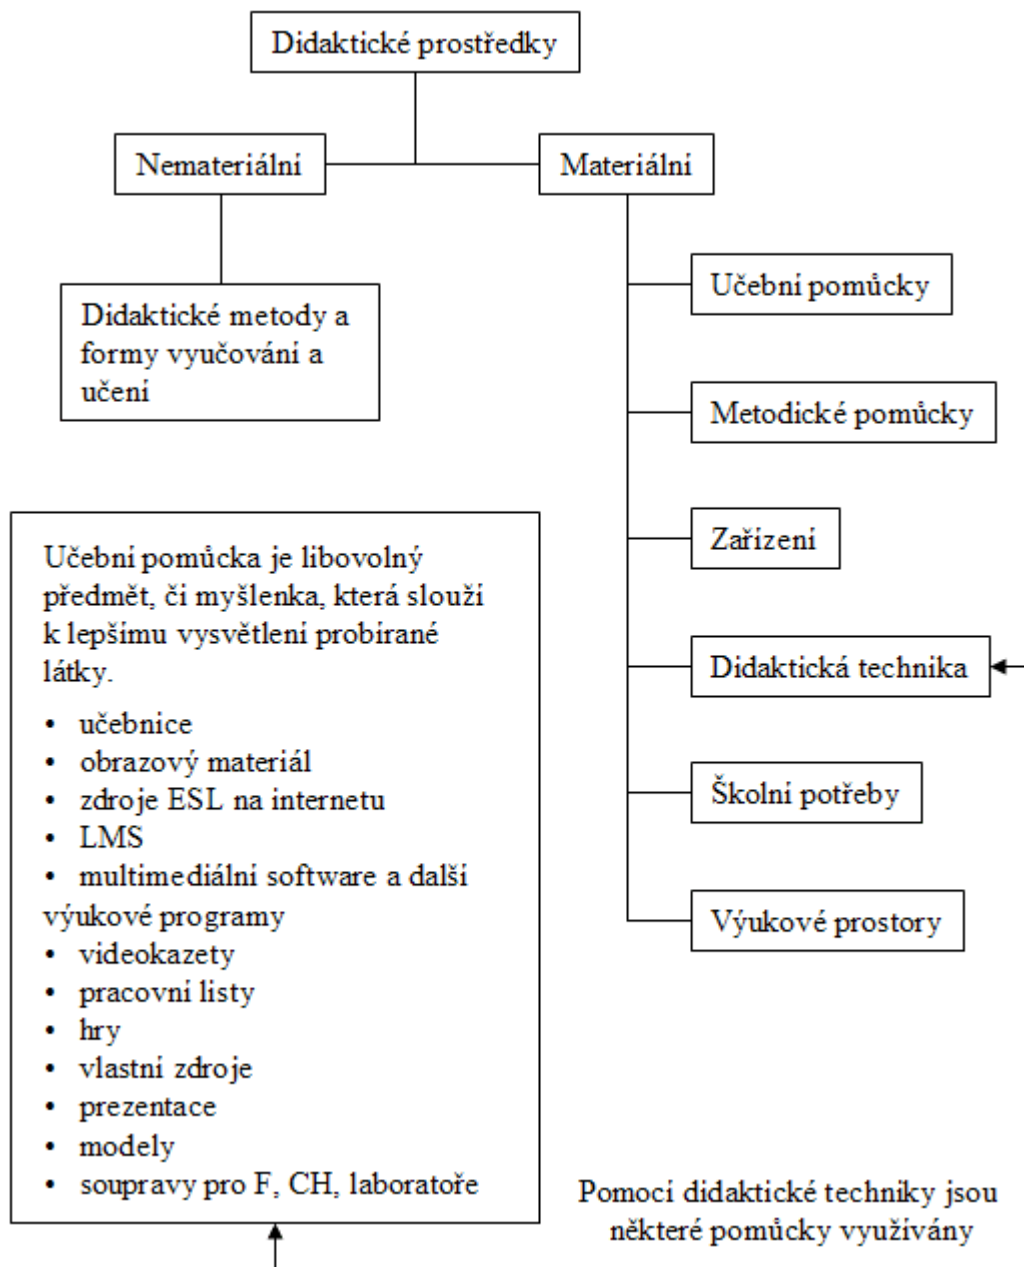 Didaktické prostředky
Nemateriální
Materiální
Didaktické metody a
formy vyučování a
učení
Učební pomůcky
Metodické pomůcky
Zařízení
Didaktická technika
Školní potřeby
Výukové prostory
Učební pomůcka je libovolný
předmět, či myšlenka, která slouží
k lepšímu vysvětlení probírané
látky.
• učebnice
• obrazový materiál
• zdroje ESL na internetu
• LMS
• multimediální software a další
výukové programy
• videokazety
• pracovní listy
• hry
• vlastní zdroje
• prezentace
• modely
• soupravy pro F, CH, laboratoře
Pomocí didaktické techniky jsou
některé pomůcky využívány